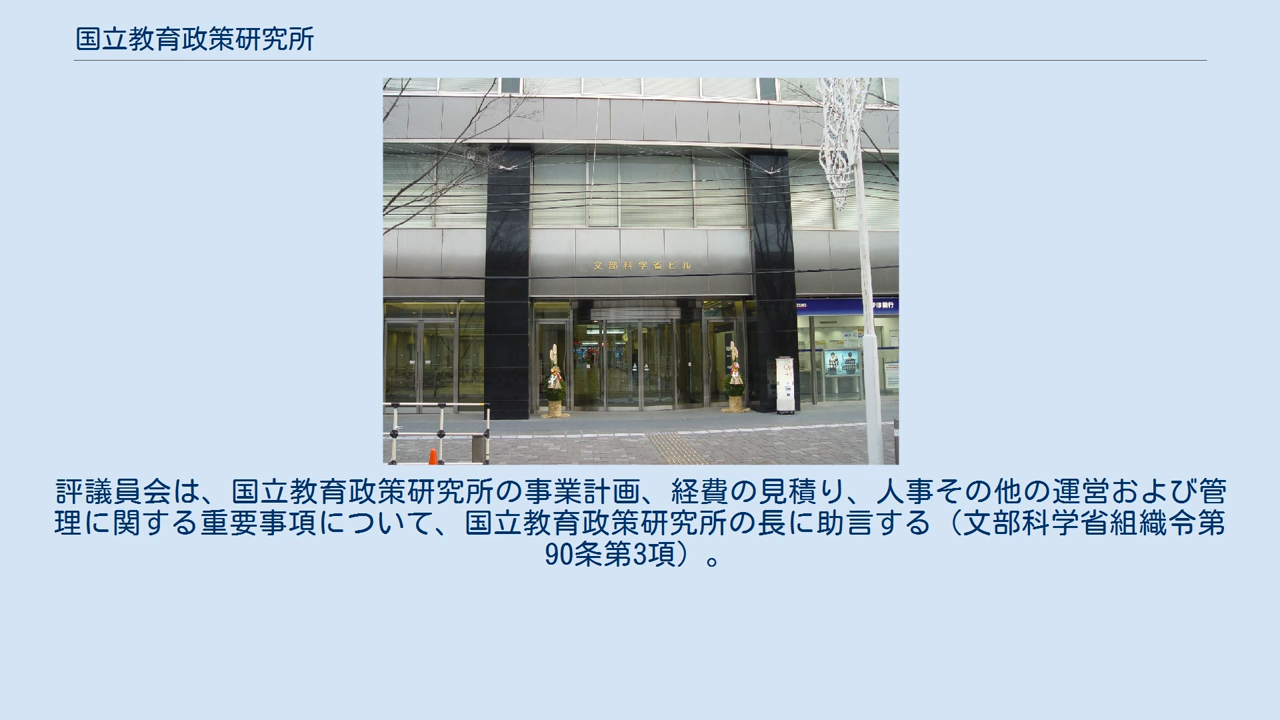 国立教育政策研究所
文部科学省ビル
評議員会は、国立教育政策研究所の事業計画、経費の見積り、人事その他の運営および管
理に関する重要事項について、国立教育政策研究所の長に助言する（文部科学省組織令第
90条第3項）。